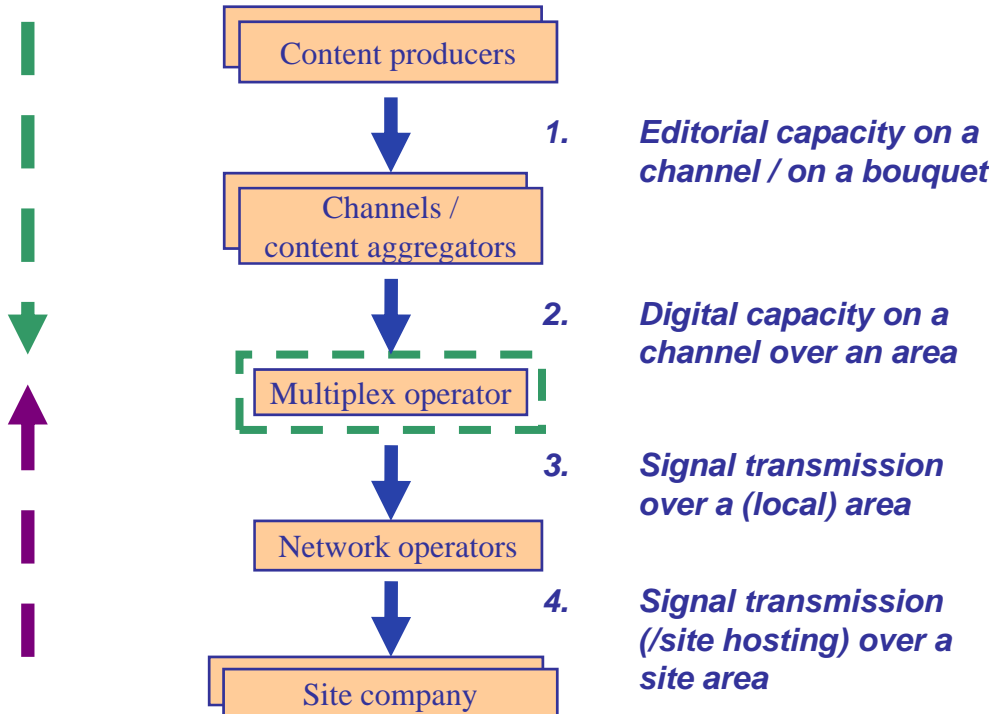 Content producers
1. Editorial capacity on a
channel / on a bouquet
Channels /
content aggregators
2. Digital capacity on a
channel over an area
Multiplex operator
3. Signal transmission
over a (local) area
Network operators
4. Signal transmission
(/site hosting) over a
site area
Site company